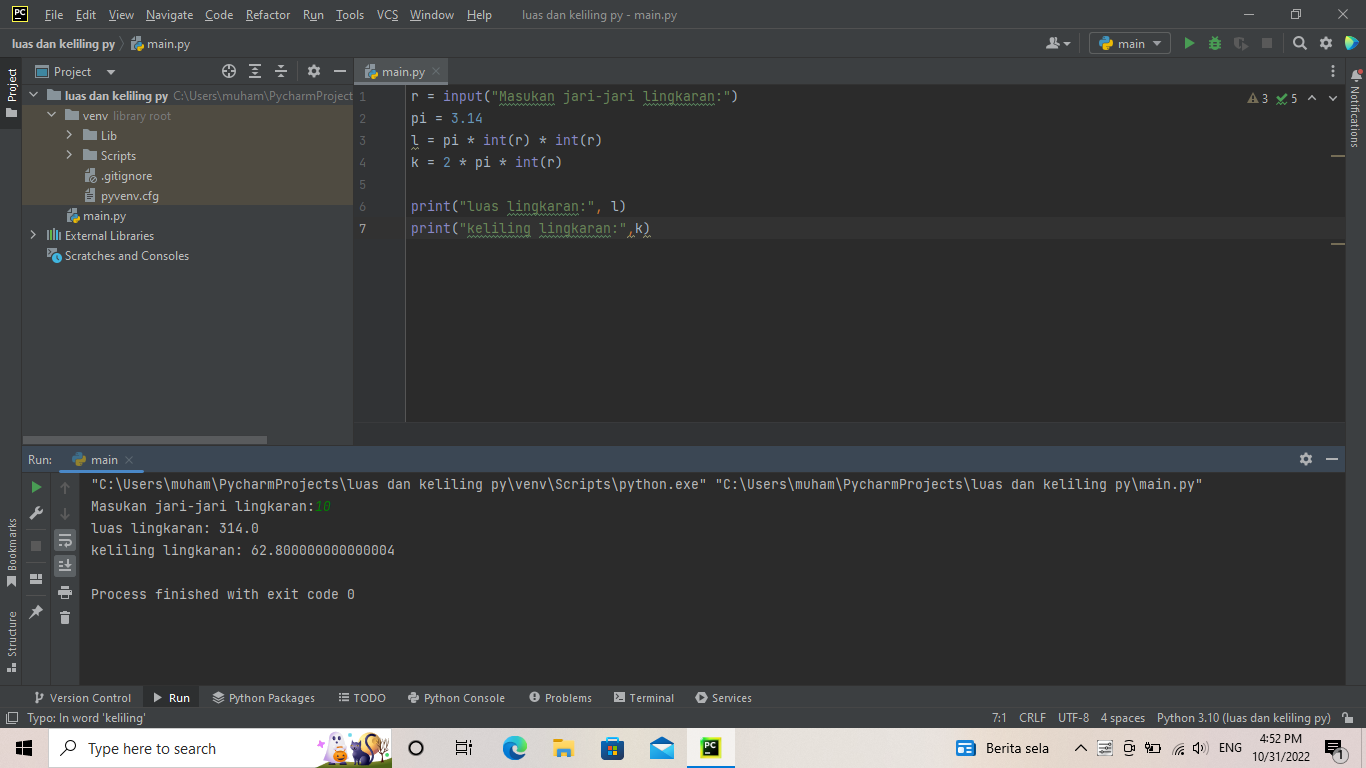 PC File Edit View Navigate Code Refactor Run Tools VCS Window Help luas dan keliling py - main.py
luas dan keliling py main.py main
Project
Project
main.py
Notifications
luas dan keliling py C:\Users\muham\PycharmProject
venv library root
Lib
Scripts
.gitignore
pyvenv.cfg
main.py
External Libraries
Scratches and Consoles
3 5
1 r = input("Masukan jari-jari lingkaran:")
2 pi = 3.14
3 l = pi * int(r) * int(r)
4 k = 2 * pi * int(r)
5
6 print("luas lingkaran:", l)
7 print("keliling lingkaran:",k)
Run: main
"C:\Users\muham\PycharmProjects\luas dan keliling py\venv\Scripts\python.exe" "C:\Users\muham\PycharmProjects\luas dan keliling py\main.py"
Masukan jari-jari lingkaran:10
luas lingkaran: 314.0
keliling lingkaran: 62.800000000000004
Process finished with exit code 0
Bookmarks
Structure
Version Control Run Python Packages TODO Python Console Problems Terminal Services
Typo: In word 'keliling' 7:1 CRLF UTF-8 4 spaces Python 3.10 (luas dan keliling py)
Type here to search PC Berita sela ENG 4:52 PM
10/31/2022 1